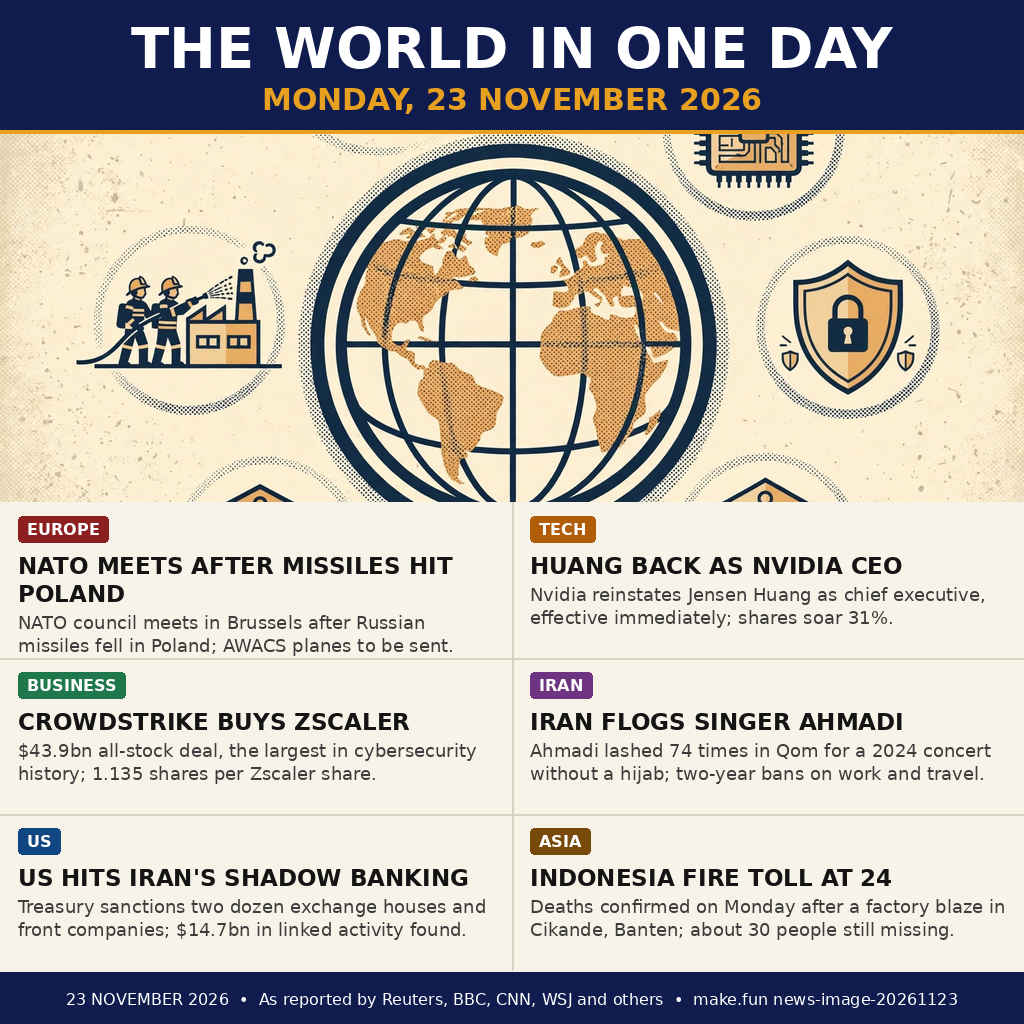 THE WORLD IN ONE DAY
MONDAY, 23 NOVEMBER 2026
EUROPE
NATO MEETS AFTER MISSILES HIT
POLAND
NATO council meets in Brussels after Russian
missiles fell in Poland; AWACS planes to be sent.
TECH
HUANG BACK AS NVIDIA CEO
Nvidia reinstates Jensen Huang as chief executive,
effective immediately; shares soar 31%.
BUSINESS
CROWDSTRIKE BUYS ZSCALER
$43.9bn all-stock deal, the largest in cybersecurity
history; 1.135 shares per Zscaler share.
IRAN
IRAN FLOGS SINGER AHMADI
Ahmadi lashed 74 times in Qom for a 2024 concert
without a hijab; two-year bans on work and travel.
US
US HITS IRAN'S SHADOW BANKING
Treasury sanctions two dozen exchange houses and
front companies; $14.7bn in linked activity found.
ASIA
INDONESIA FIRE TOLL AT 24
Deaths confirmed on Monday after a factory blaze in
Cikande, Banten; about 30 people still missing.
23 NOVEMBER 2026 • As reported by Reuters, BBC, CNN, WSJ and others • make.fun news-image-20261123